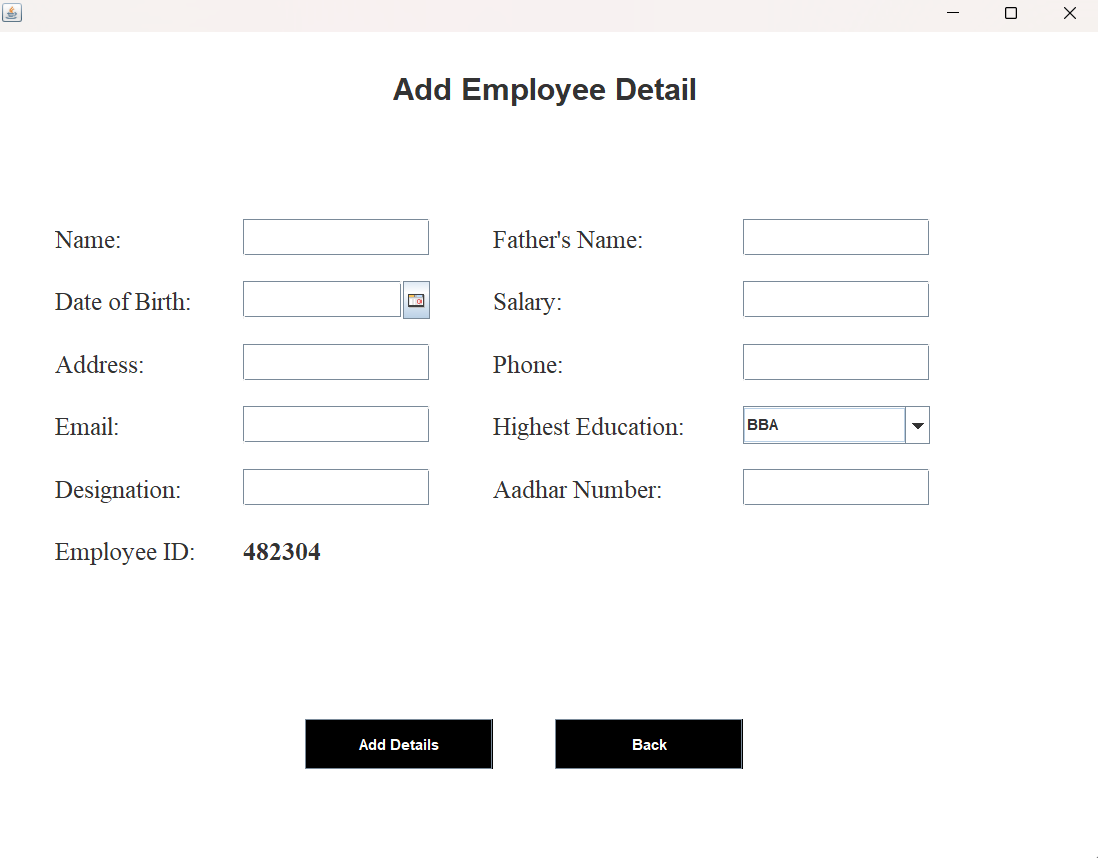 Add Employee Detail
Name: Father's Name:
Date of Birth: Salary:
Address: Phone:
Email: Highest Education: BBA
Designation: Aadhar Number:
Employee ID: 482304
Add Details Back